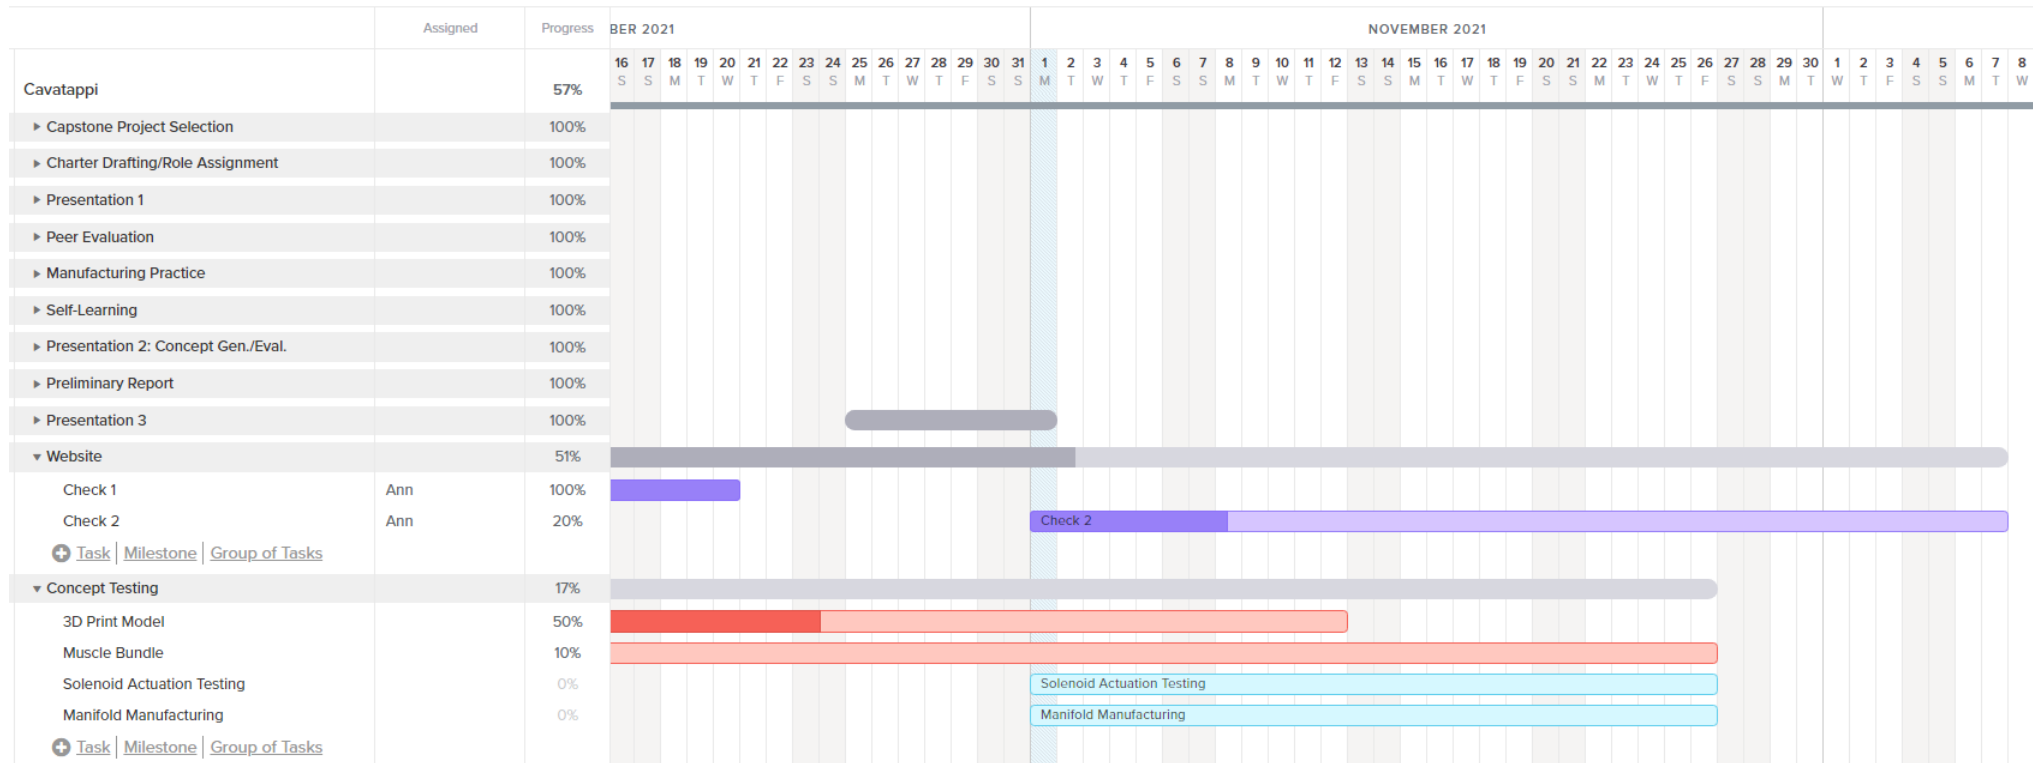 Assigned Progress BER 2021 NOVEMBER 2021
16 17 18 19 20 21 22 23 24 25 26 27 28 29 30 31 1 2 3 4 5 6 7 8 9 10 11 12 13 14 15 16 17 18 19 20 21 22 23 24 25 26 27 28 29 30 1 2 3 4 5 6 7 8
S S M T W T F S S M T W T F S S M T W T F S S M T W T F S S M T W T F S S M T W T F S S M T W T F S S M T W
Cavatappi 57%
Capstone Project Selection 100%
Charter Drafting/Role Assignment 100%
Presentation 1 100%
Peer Evaluation 100%
Manufacturing Practice 100%
Self-Learning 100%
Presentation 2: Concept Gen./Eval. 100%
Preliminary Report 100%
Presentation 3 100%
Website 51%
Check 1 Ann 100%
Check 2 Ann 20% Check 2
Task Milestone Group of Tasks
Concept Testing 17%
3D Print Model 50%
Muscle Bundle 10%
Solenoid Actuation Testing 0% Solenoid Actuation Testing
Manifold Manufacturing 0% Manifold Manufacturing
Task Milestone Group of Tasks